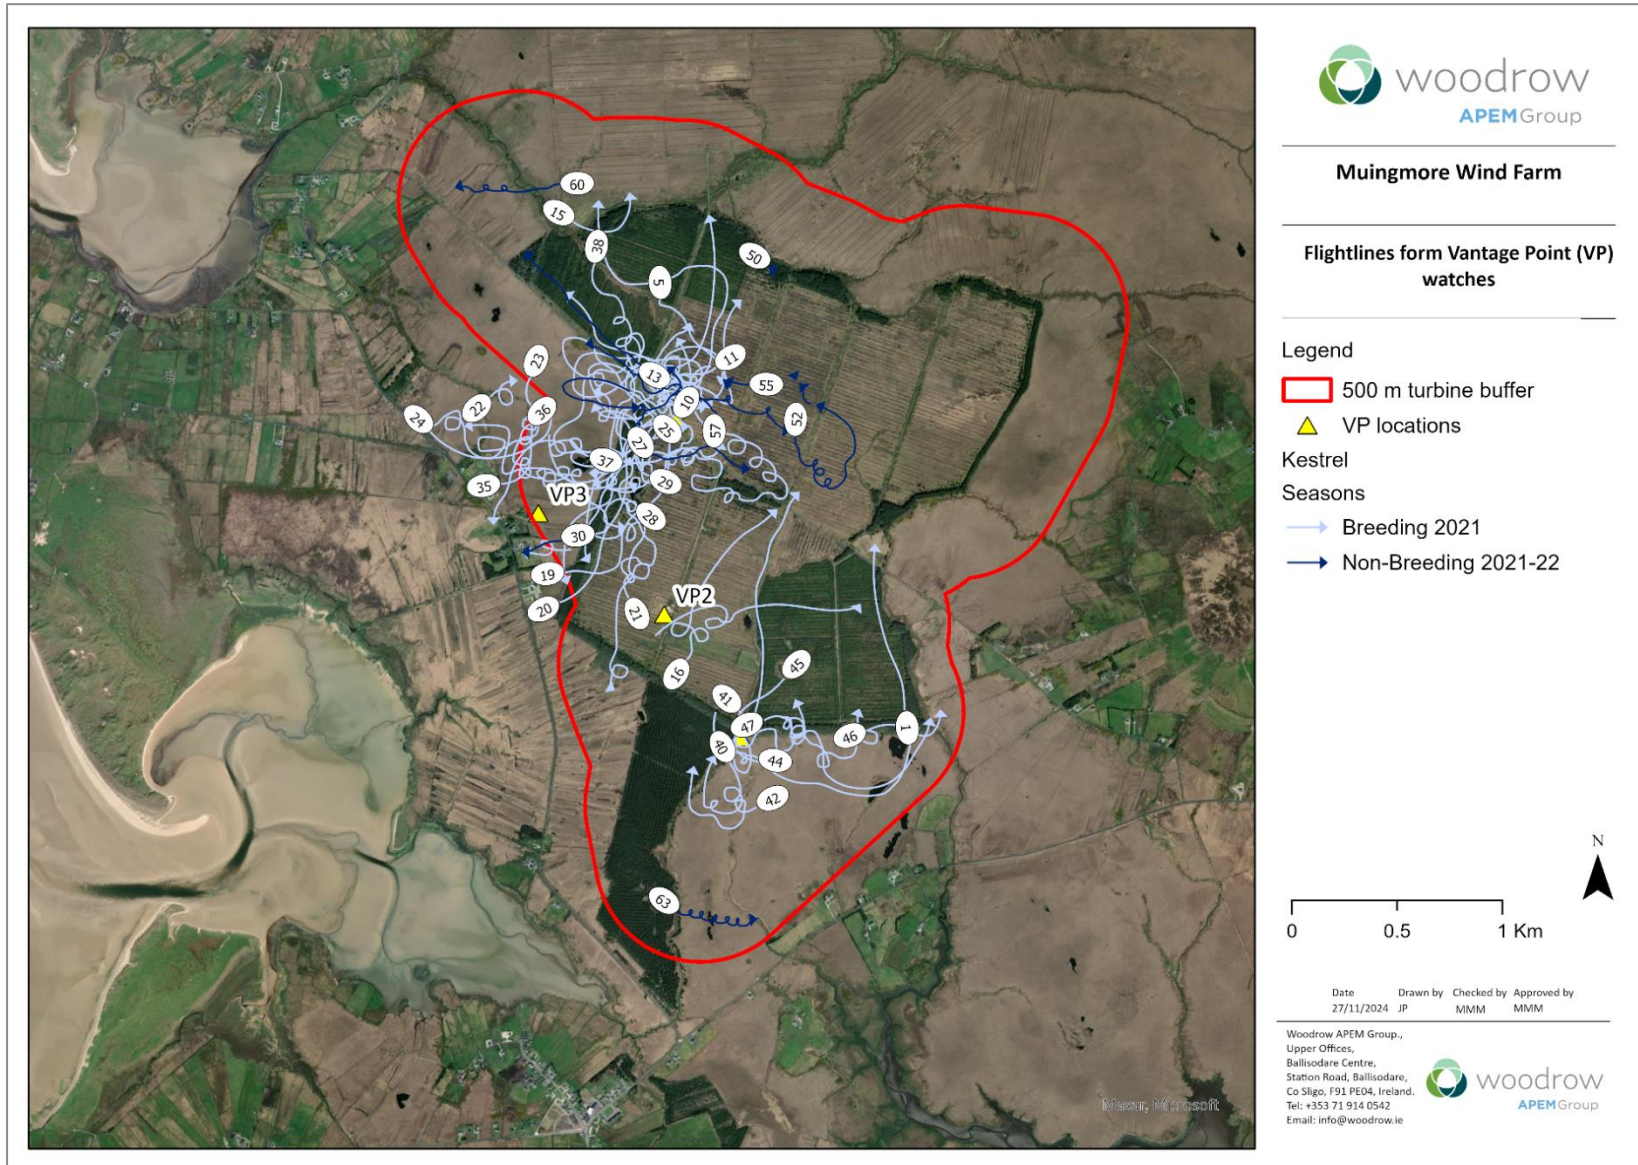 60
15
38
50
5
23
13
11
55
24
22
36
10
52
25
57
27
37
35
29
VP3
28
30
19
20
21
VP2
16
45
41
47
1
40
46
44
42
63
Maxar, Microsoft
woodrow
APEM Group
Muingmore Wind Farm
Flightlines form Vantage Point (VP)
watches
Legend
500 m turbine buffer
VP locations
Kestrel
Seasons
Breeding 2021
Non-Breeding 2021-22
N
0 0.5 1 Km
Date Drawn by Checked by Approved by
27/11/2024 JP MMM MMM
Woodrow APEM Group.,
Upper Offices,
Ballisodare Centre,
Station Road, Ballisodare,
Co Sligo, F91 PE04, Ireland.
Tel: +353 71 914 0542
Email: info@woodrow.ie
woodrow
APEM Group